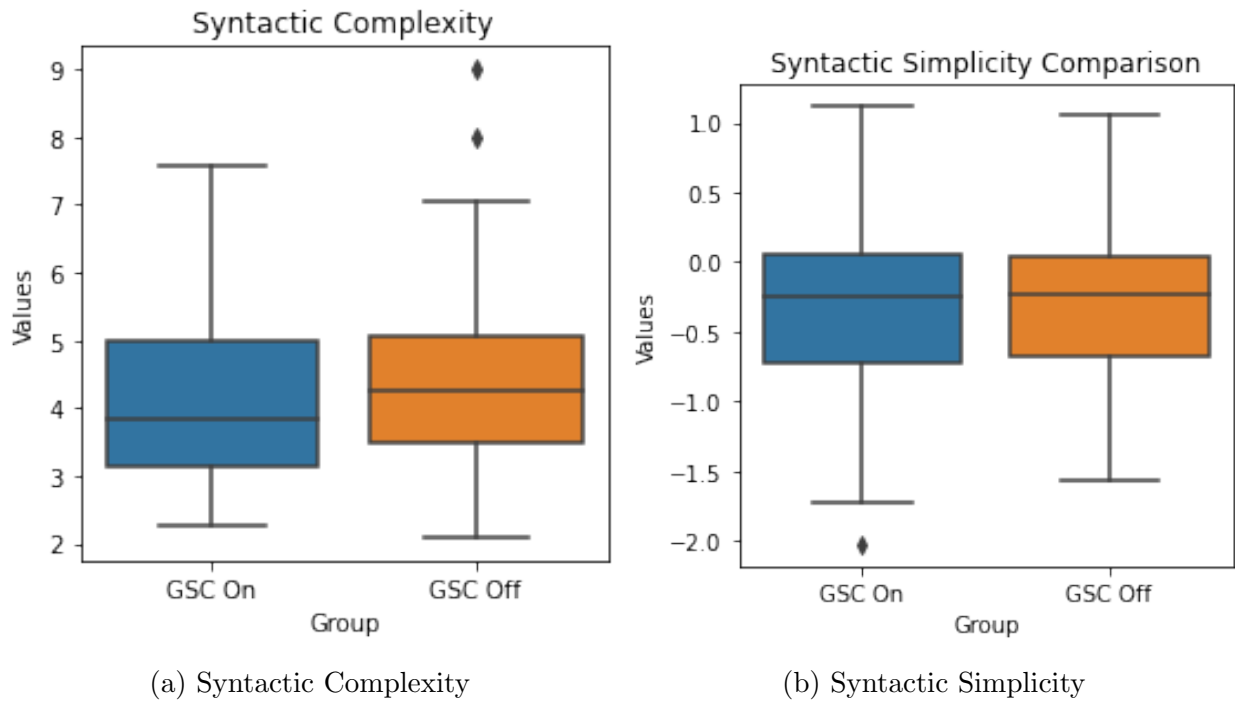 Syntactic Complexity
9
8
7
6
5
4
3
2
Values
GSC On
GSC Off
Group
Syntactic Simplicity Comparison
1.0
0.5
0.0
−0.5
−1.0
−1.5
−2.0
Values
GSC On
GSC Off
Group
(a) Syntactic Complexity
(b) Syntactic Simplicity